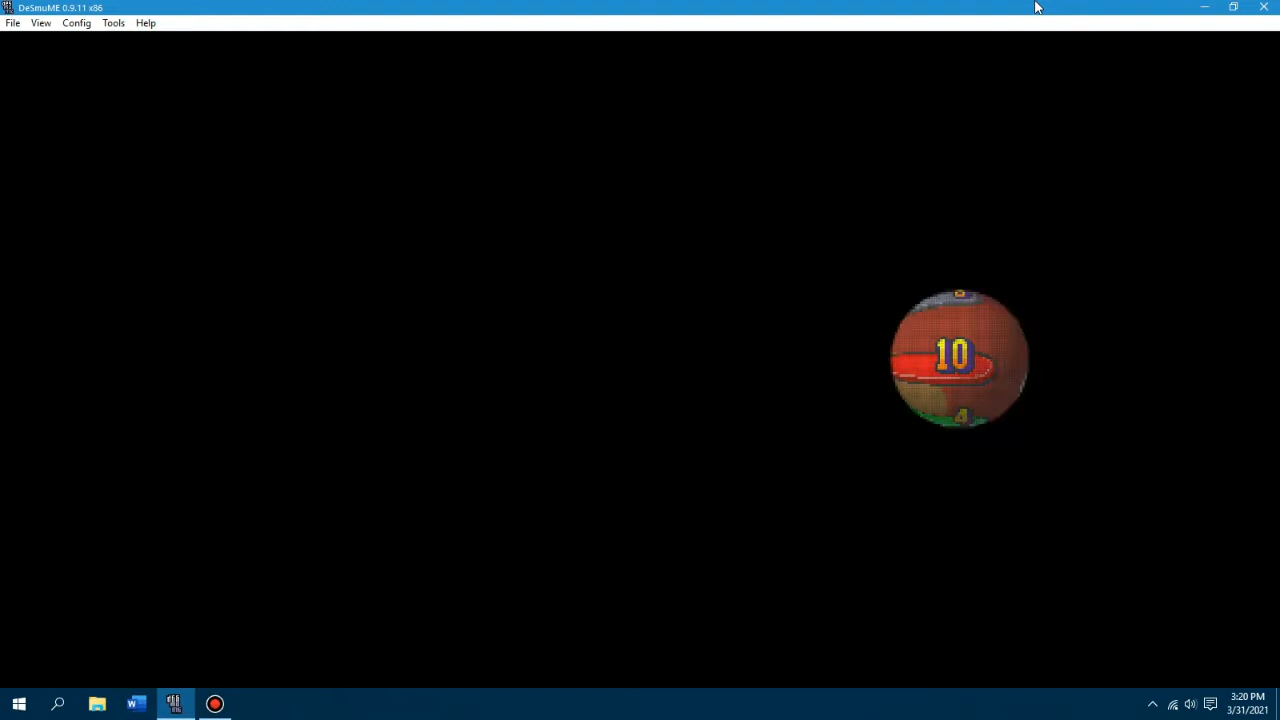 DeSmuME 0.9.11 x86
File View Config Tools Help
10
4
3:20 PM
3/31/2021